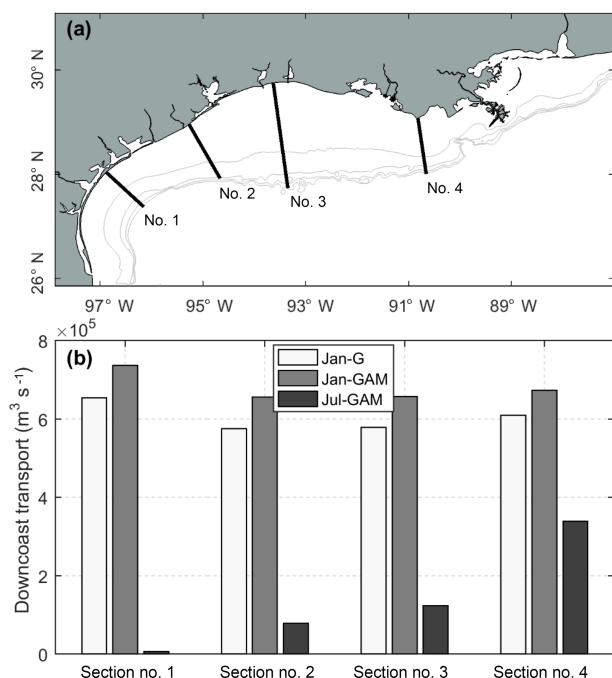 (a)
30° N
28° N
26° N
No. 1
No. 2
No. 3
No. 4
97° W
95° W
93° W
91° W
89° W
×10⁵
(b)
Jan-G
Jan-GAM
Jul-GAM
Downcoast transport (m³ s⁻¹)
8
6
4
2
0
Section no. 1
Section no. 2
Section no. 3
Section no. 4